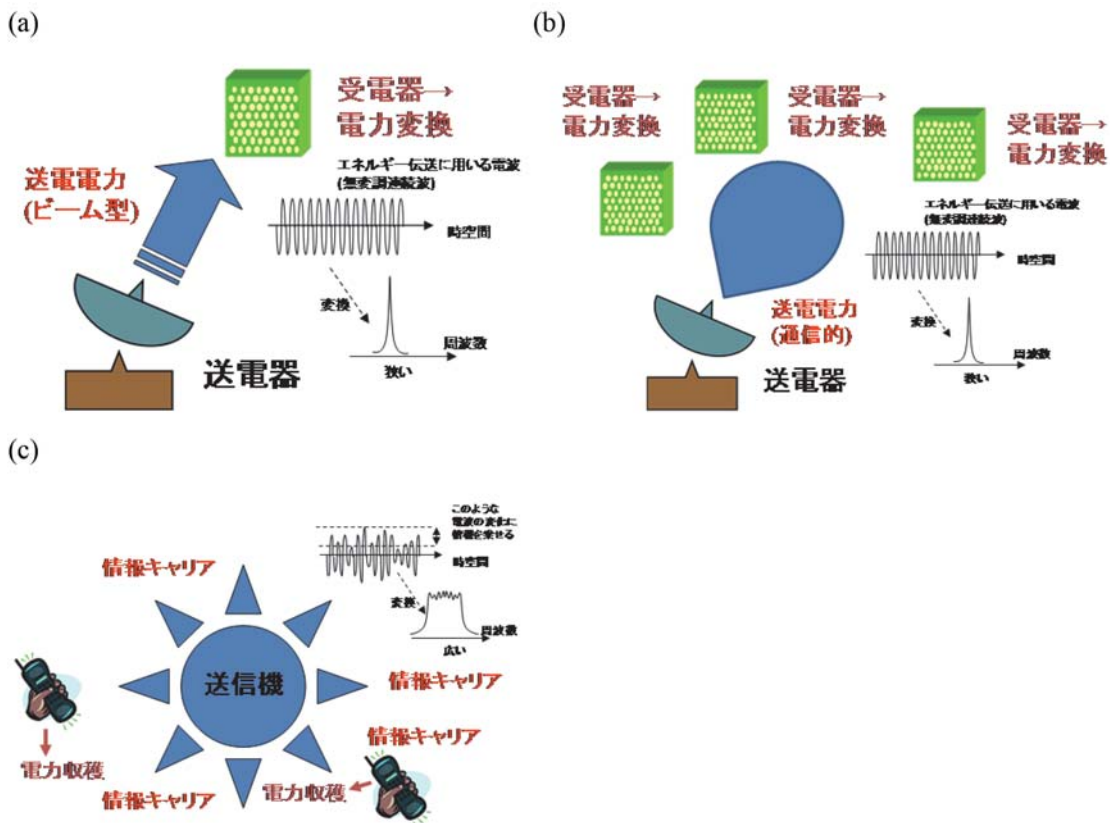 (a)
受電器→
電力変換
送電電力
(ビーム型)
エネルギー伝送に用いる電波
(無変調連続波)
時空間
変換
周波数
狭い
送電器
(b)
受電器→
電力変換
受電器→
電力変換
受電器→
電力変換
エネルギー伝送に用いる電波
(無変調連続波)
時空間
変換
周波数
狭い
送電電力
(通信的)
送電器
(c)
このような
電波の変化に
情報を乗せる
時空間
変換
周波数
広い
情報キャリア
送信機
情報キャリア
情報キャリア
電力収穫
情報キャリア
電力収穫